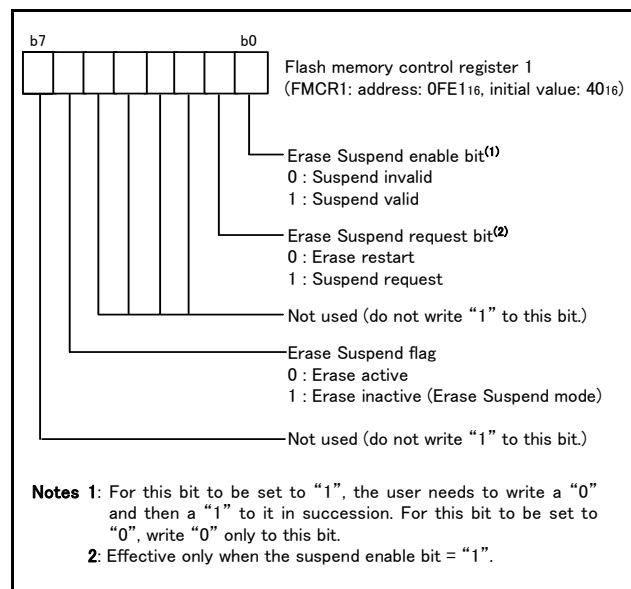 b7 b0
Flash memory control register 1
(FMCR1: address: 0FE116, initial value: 4016)
Erase Suspend enable bit(1)
0 : Suspend invalid
1 : Suspend valid
Erase Suspend request bit(2)
0 : Erase restart
1 : Suspend request
Not used (do not write “1” to this bit.)
Erase Suspend flag
0 : Erase active
1 : Erase inactive (Erase Suspend mode)
Not used (do not write “1” to this bit.)
Notes 1: For this bit to be set to “1”, the user needs to write a “0”
and then a “1” to it in succession. For this bit to be set to
“0”, write “0” only to this bit.
2: Effective only when the suspend enable bit = “1”.